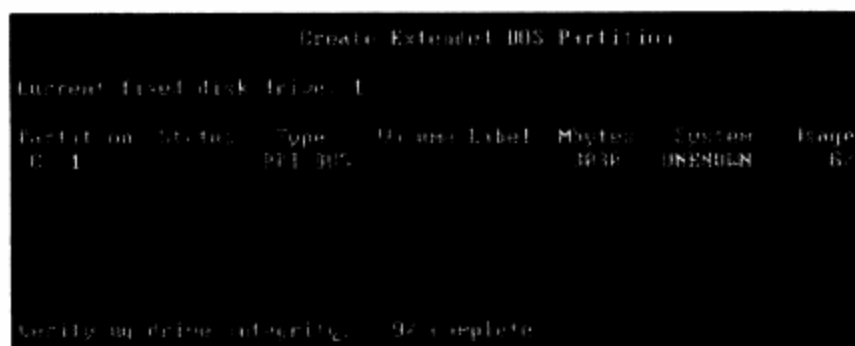 Create Extended DOS Partition
Current fixed disk drive: 1
Partition Status Type Volume Label Mbytes System Usage
C: 1 PRI DOS UNKNOWN
Verifying drive integrity, 9% complete